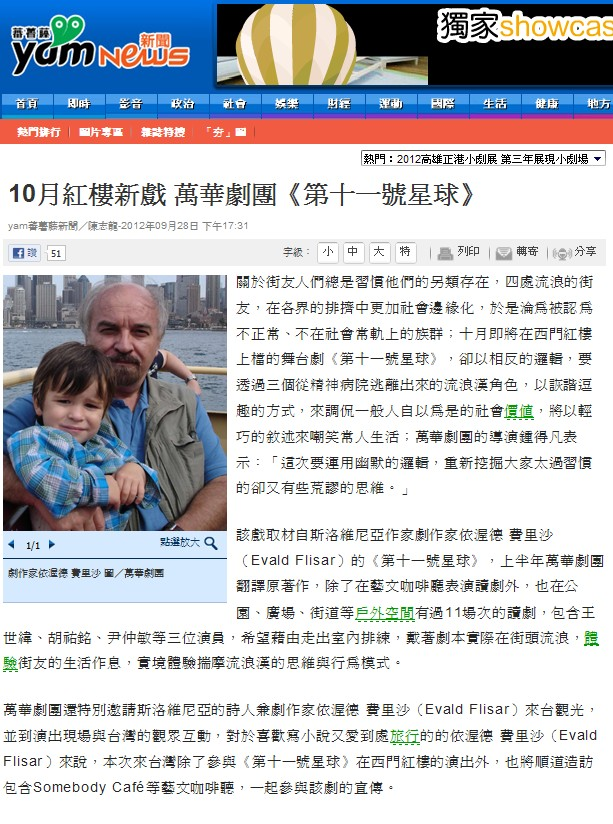 蕃薯藤
yam News 新聞
獨家showcas
首頁 即時 影音 政治 社會 娛樂 財經 運動 國際 生活 健康 地方
熱門排行 圖片專區 雜誌特搜 「夯」圖
熱門：2012高雄正港小劇展 第三年展現小劇場
10月紅樓新戲 萬華劇團《第十一號星球》
yam蕃薯藤新聞／陳志龍-2012年09月28日 下午17:31
讚 51 字級： 小 中 大 特 列印 轉寄 分享
關於街友人們總是習慣他們的另類存在，四處流浪的街
友，在各界的排擠中更加社會邊緣化，於是淪為被認為
不正常、不在社會常軌上的族群；十月即將在西門紅樓
上檔的舞台劇《第十一號星球》，卻以相反的邏輯，要
透過三個從精神病院逃離出來的流浪漢角色，以詼諧逗
趣的方式，來調侃一般人自以為是的社會價值，將以輕
巧的敘述來嘲笑常人生活；萬華劇團的導演鍾得凡表
示：「這次要運用幽默的邏輯，重新挖掘大家太過習慣
的卻又有些荒謬的思維。」
1/1 點選放大
劇作家依渥德 費里沙 圖／萬華劇團
該戲取材自斯洛維尼亞作家劇作家依渥德 費里沙
（Evald Flisar）的《第十一號星球》，上半年萬華劇團
翻譯原著作，除了在藝文咖啡廳表演讀劇外，也在公
園、廣場、街道等戶外空間有過11場次的讀劇，包含王
世緯、胡祐銘、尹仲敏等三位演員，希望藉由走出室內排練，戴著劇本實際在街頭流浪，體
驗街友的生活作息，實境體驗揣摩流浪漢的思維與行為模式。
萬華劇團還特別邀請斯洛維尼亞的詩人兼劇作家依渥德 費里沙（Evald Flisar）來台觀光，
並到演出現場與台灣的觀眾互動，對於喜歡寫小說又愛到處旅行的的依渥德 費里沙（Evald
Flisar）來說，本次來台灣除了參與《第十一號星球》在西門紅樓的演出外，也將順道造訪
包含Somebody Café等藝文咖啡聽，一起參與該劇的宣傳。